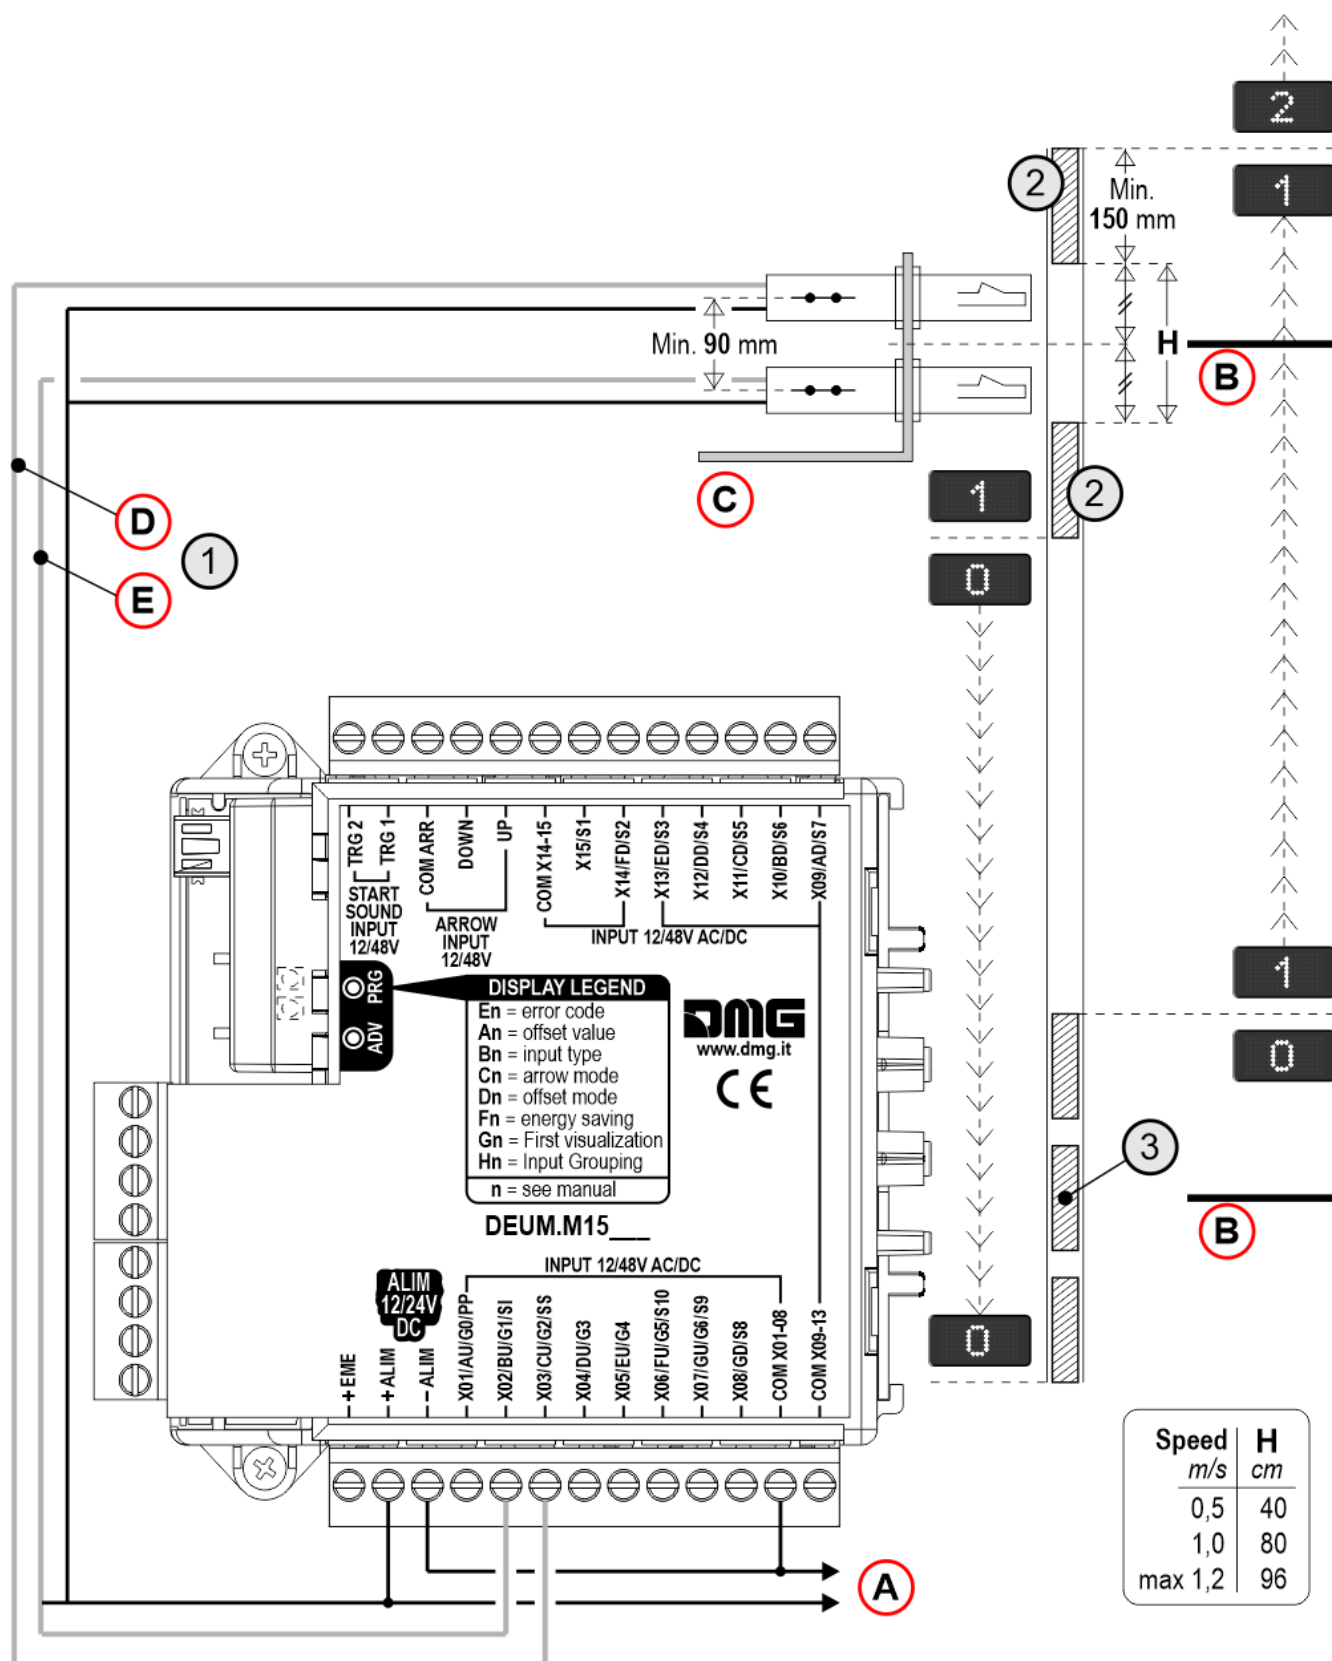 2
2
Min.
150 mm
1
Min. 90 mm
H
B
C
1
2
D
1
E
0
TRG 2
TRG 1
COM ARR
DOWN
UP
COM X14-15
X15/S1
X14/FD/S2
X13/ED/S3
X12/DD/S4
X11/CD/S5
X10/BD/S6
X09/AD/S7
START
SOUND
INPUT
12/48V
ARROW
INPUT
12/48V
INPUT 12/48V AC/DC
PRG
ADV
DISPLAY LEGEND
En = error code
An = offset value
Bn = input type
Cn = arrow mode
Dn = offset mode
Fn = energy saving
Gn = First visualization
Hn = Input Grouping
n = see manual
DMG
www.dmg.it
CE
1
0
3
B
DEUM.M15___
INPUT 12/48V AC/DC
ALIM
12/24V
DC
+ EME
+ ALIM
– ALIM
X01/AU/G0/PP
X02/BU/G1/SI
X03/CU/G2/SS
X04/DU/G3
X05/EU/G4
X06/FU/G5/S10
X07/GU/G6/S9
X08/GD/S8
COM X01-08
COM X09-13
0
A
Speed H
m/s cm
0,5 40
1,0 80
max 1,2 96